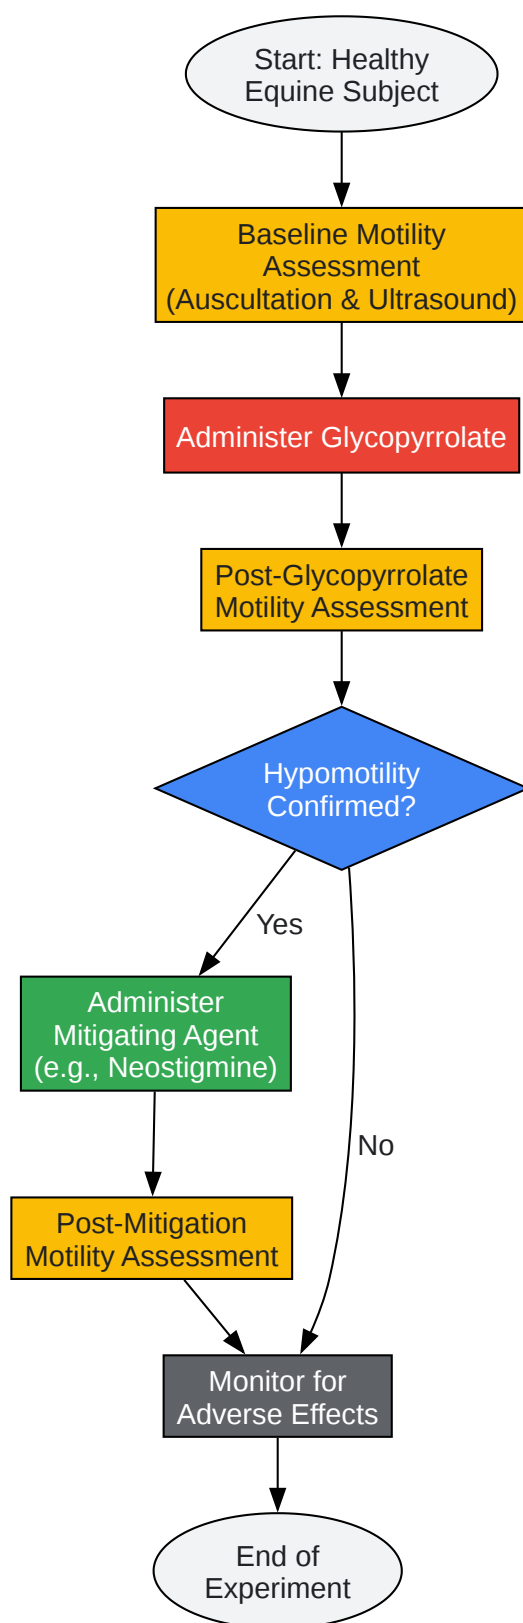 Start: Healthy
Equine Subject
Baseline Motility
Assessment
(Auscultation & Ultrasound)
Administer Glycopyrrolate
Post-Glycopyrrolate
Motility Assessment
Hypomotility
Confirmed?
Yes
Administer
Mitigating Agent
(e.g., Neostigmine)
No
Post-Mitigation
Motility Assessment
Monitor for
Adverse Effects
End of
Experiment